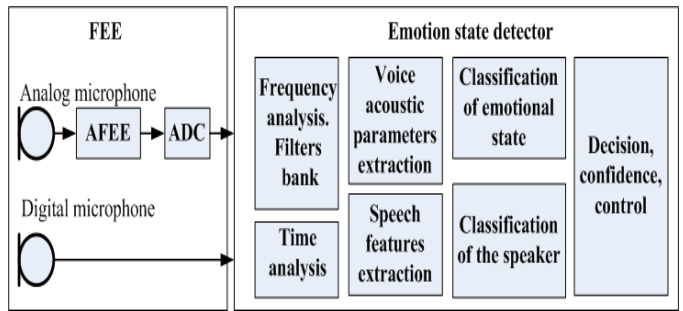 FEE
Analog microphone
AFEE
ADC
Digital microphone
Emotion state detector
Frequency
analysis.
Filters
bank
Time
analysis
Voice
acoustic
parameters
extraction
Speech
features
extraction
Classification
of emotional
state
Classification
of the speaker
Decision,
confidence,
control